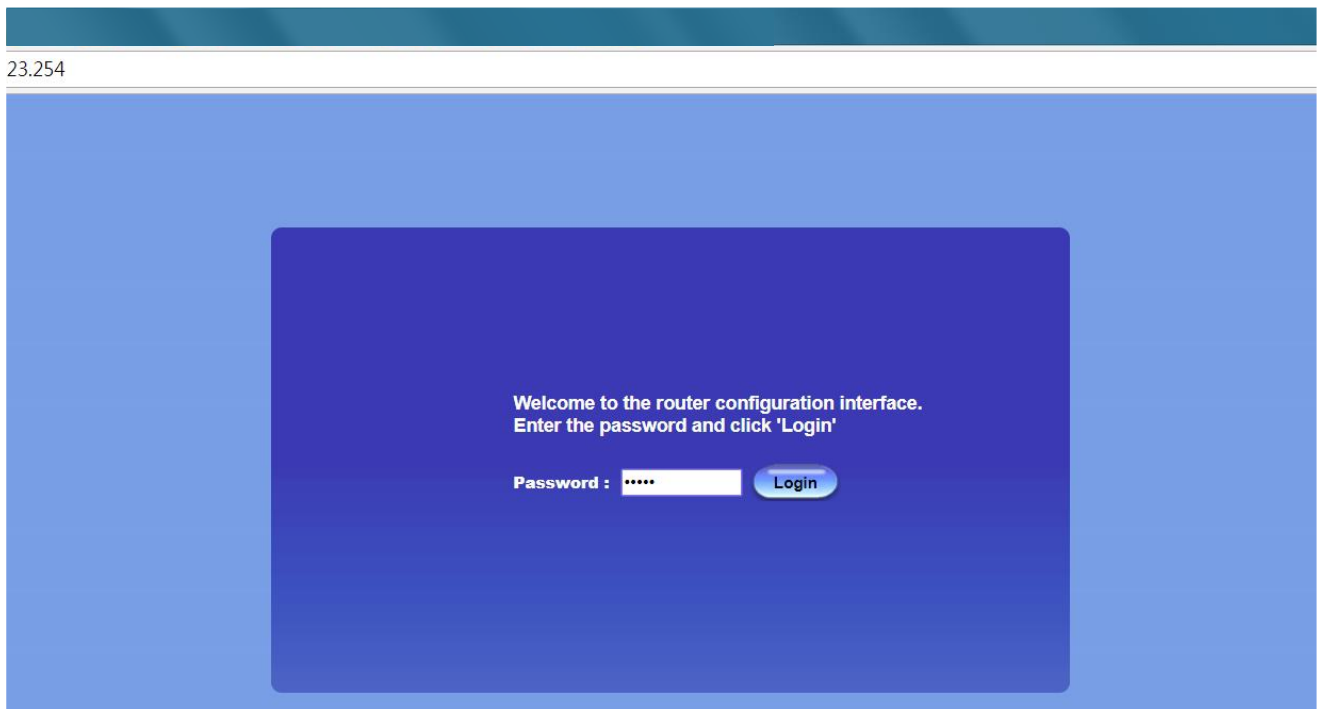 23.254
Welcome to the router configuration interface.
Enter the password and click 'Login'
Password : ••••• Login